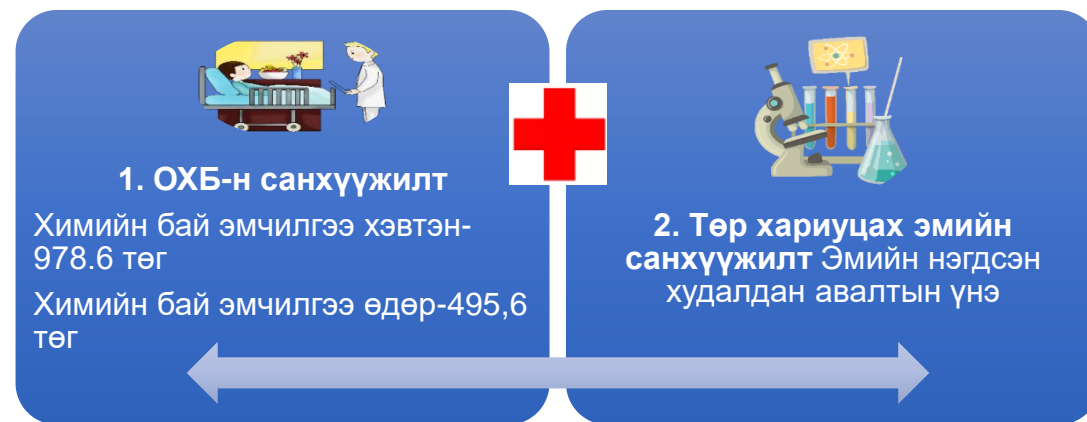 1. ОХБ-н санхүүжилт
Химийн бай эмчилгээ хэвтэн-
978.6 төг
Химийн бай эмчилгээ өдөр-495,6
төг
2. Төр хариуцах эмийн
санхүүжилт Эмийн нэгдсэн
худалдан авалтын үнэ